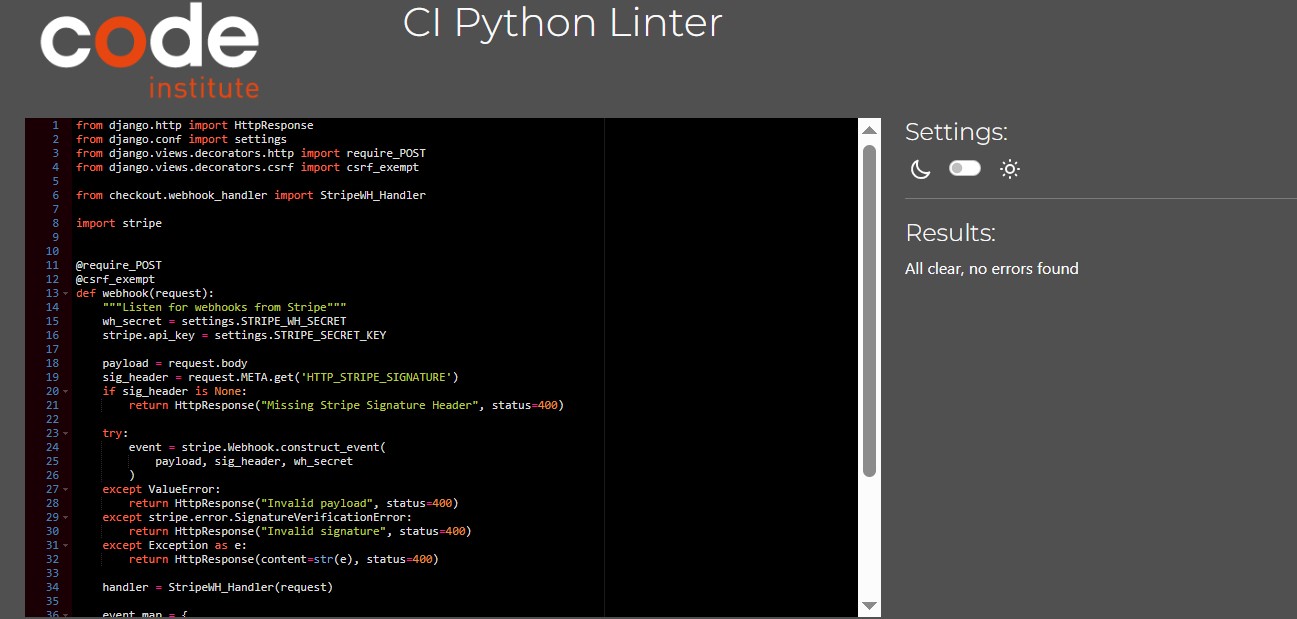 code
institute
CI Python Linter
1 from django.http import HttpResponse
2 from django.conf import settings
3 from django.views.decorators.http import require_POST
4 from django.views.decorators.csrf import csrf_exempt
5
6 from checkout.webhook_handler import StripeWH_Handler
7
8 import stripe
9
10
11 @require_POST
12 @csrf_exempt
13 def webhook(request):
14     """Listen for webhooks from Stripe"""
15     wh_secret = settings.STRIPE_WH_SECRET
16     stripe.api_key = settings.STRIPE_SECRET_KEY
17
18     payload = request.body
19     sig_header = request.META.get('HTTP_STRIPE_SIGNATURE')
20     if sig_header is None:
21         return HttpResponse("Missing Stripe Signature Header", status=400)
22
23     try:
24         event = stripe.Webhook.construct_event(
25             payload, sig_header, wh_secret
26         )
27     except ValueError:
28         return HttpResponse("Invalid payload", status=400)
29     except stripe.error.SignatureVerificationError:
30         return HttpResponse("Invalid signature", status=400)
31     except Exception as e:
32         return HttpResponse(content=str(e), status=400)
33
34     handler = StripeWH_Handler(request)
35
36     event_map = {
Settings:
Results:
All clear, no errors found